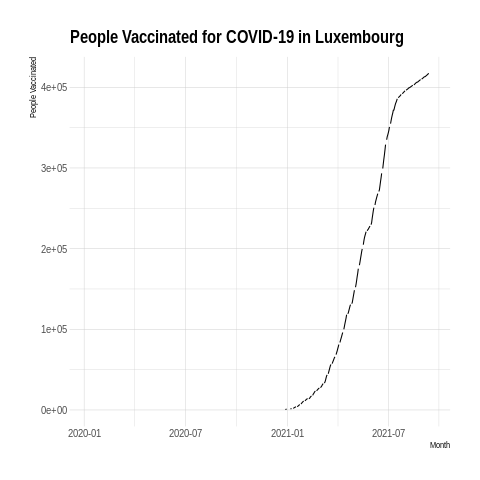 People Vaccinated for COVID-19 in Luxembourg
People Vaccinated
4e+05
3e+05
2e+05
1e+05
0e+00
2020-01 2020-07 2021-01 2021-07
Month